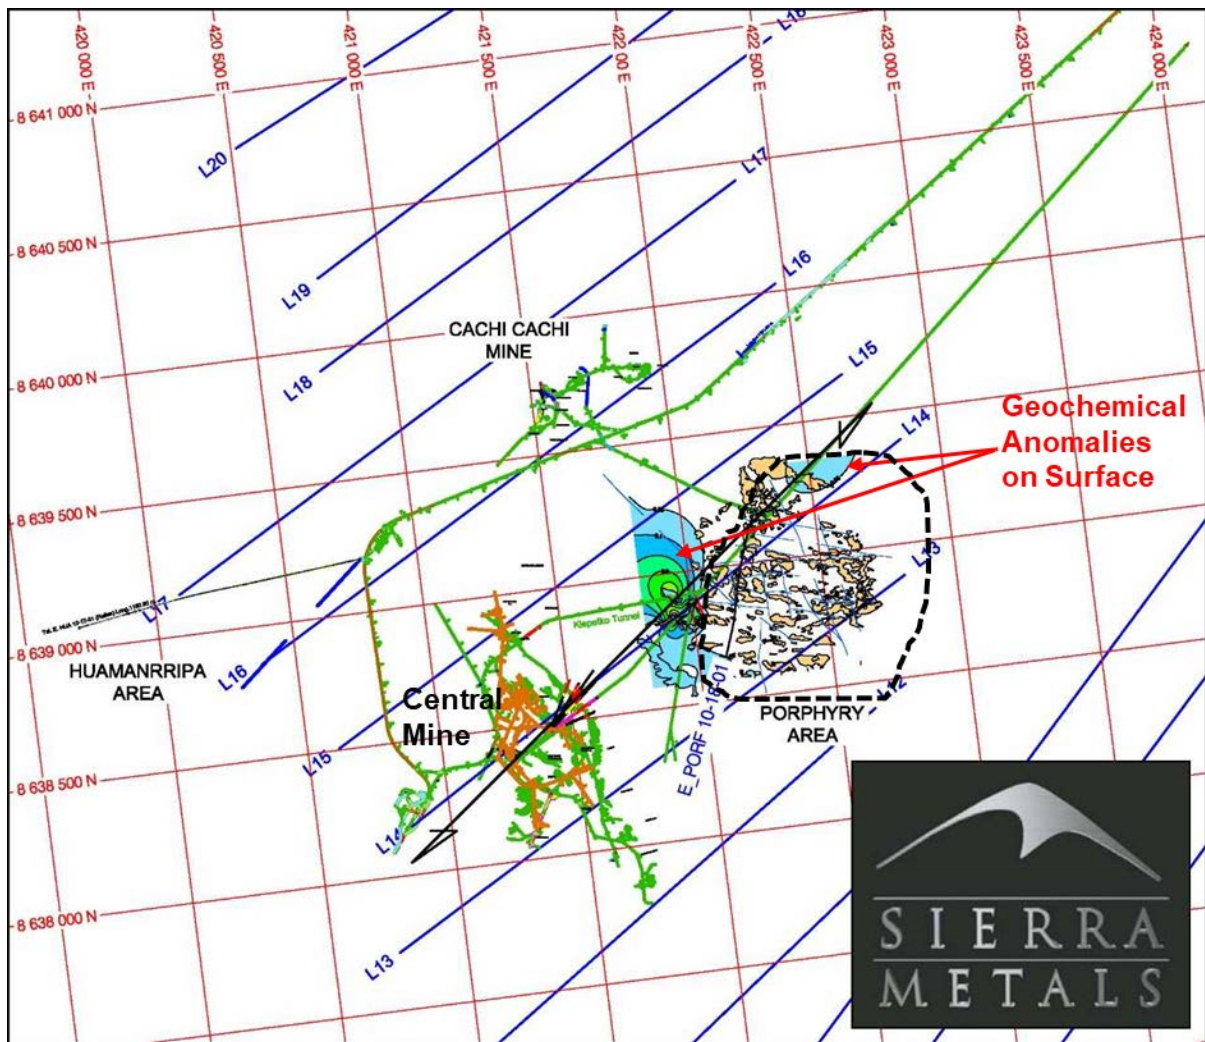 420 000 E
420 500 E
421 000 E
421 500 E
422 000 E
422 500 E
423 000 E
423 500 E
424 000 E
8 641 000 N
8 640 500 N
8 640 000 N
8 639 500 N
8 639 000 N
8 638 500 N
8 638 000 N
L20
L19
L18
L18
L17
L16
L15
L14
L13
L12
L17
L16
L15
L14
L13
CACHI CACHI
MINE
Geochemical
Anomalies
on Surface
HUAMANRRIPA
AREA
Klepetko Tunnel
Central
Mine
E_PORF 10-18-01
PORPHYRY
AREA
SIERRA
METALS